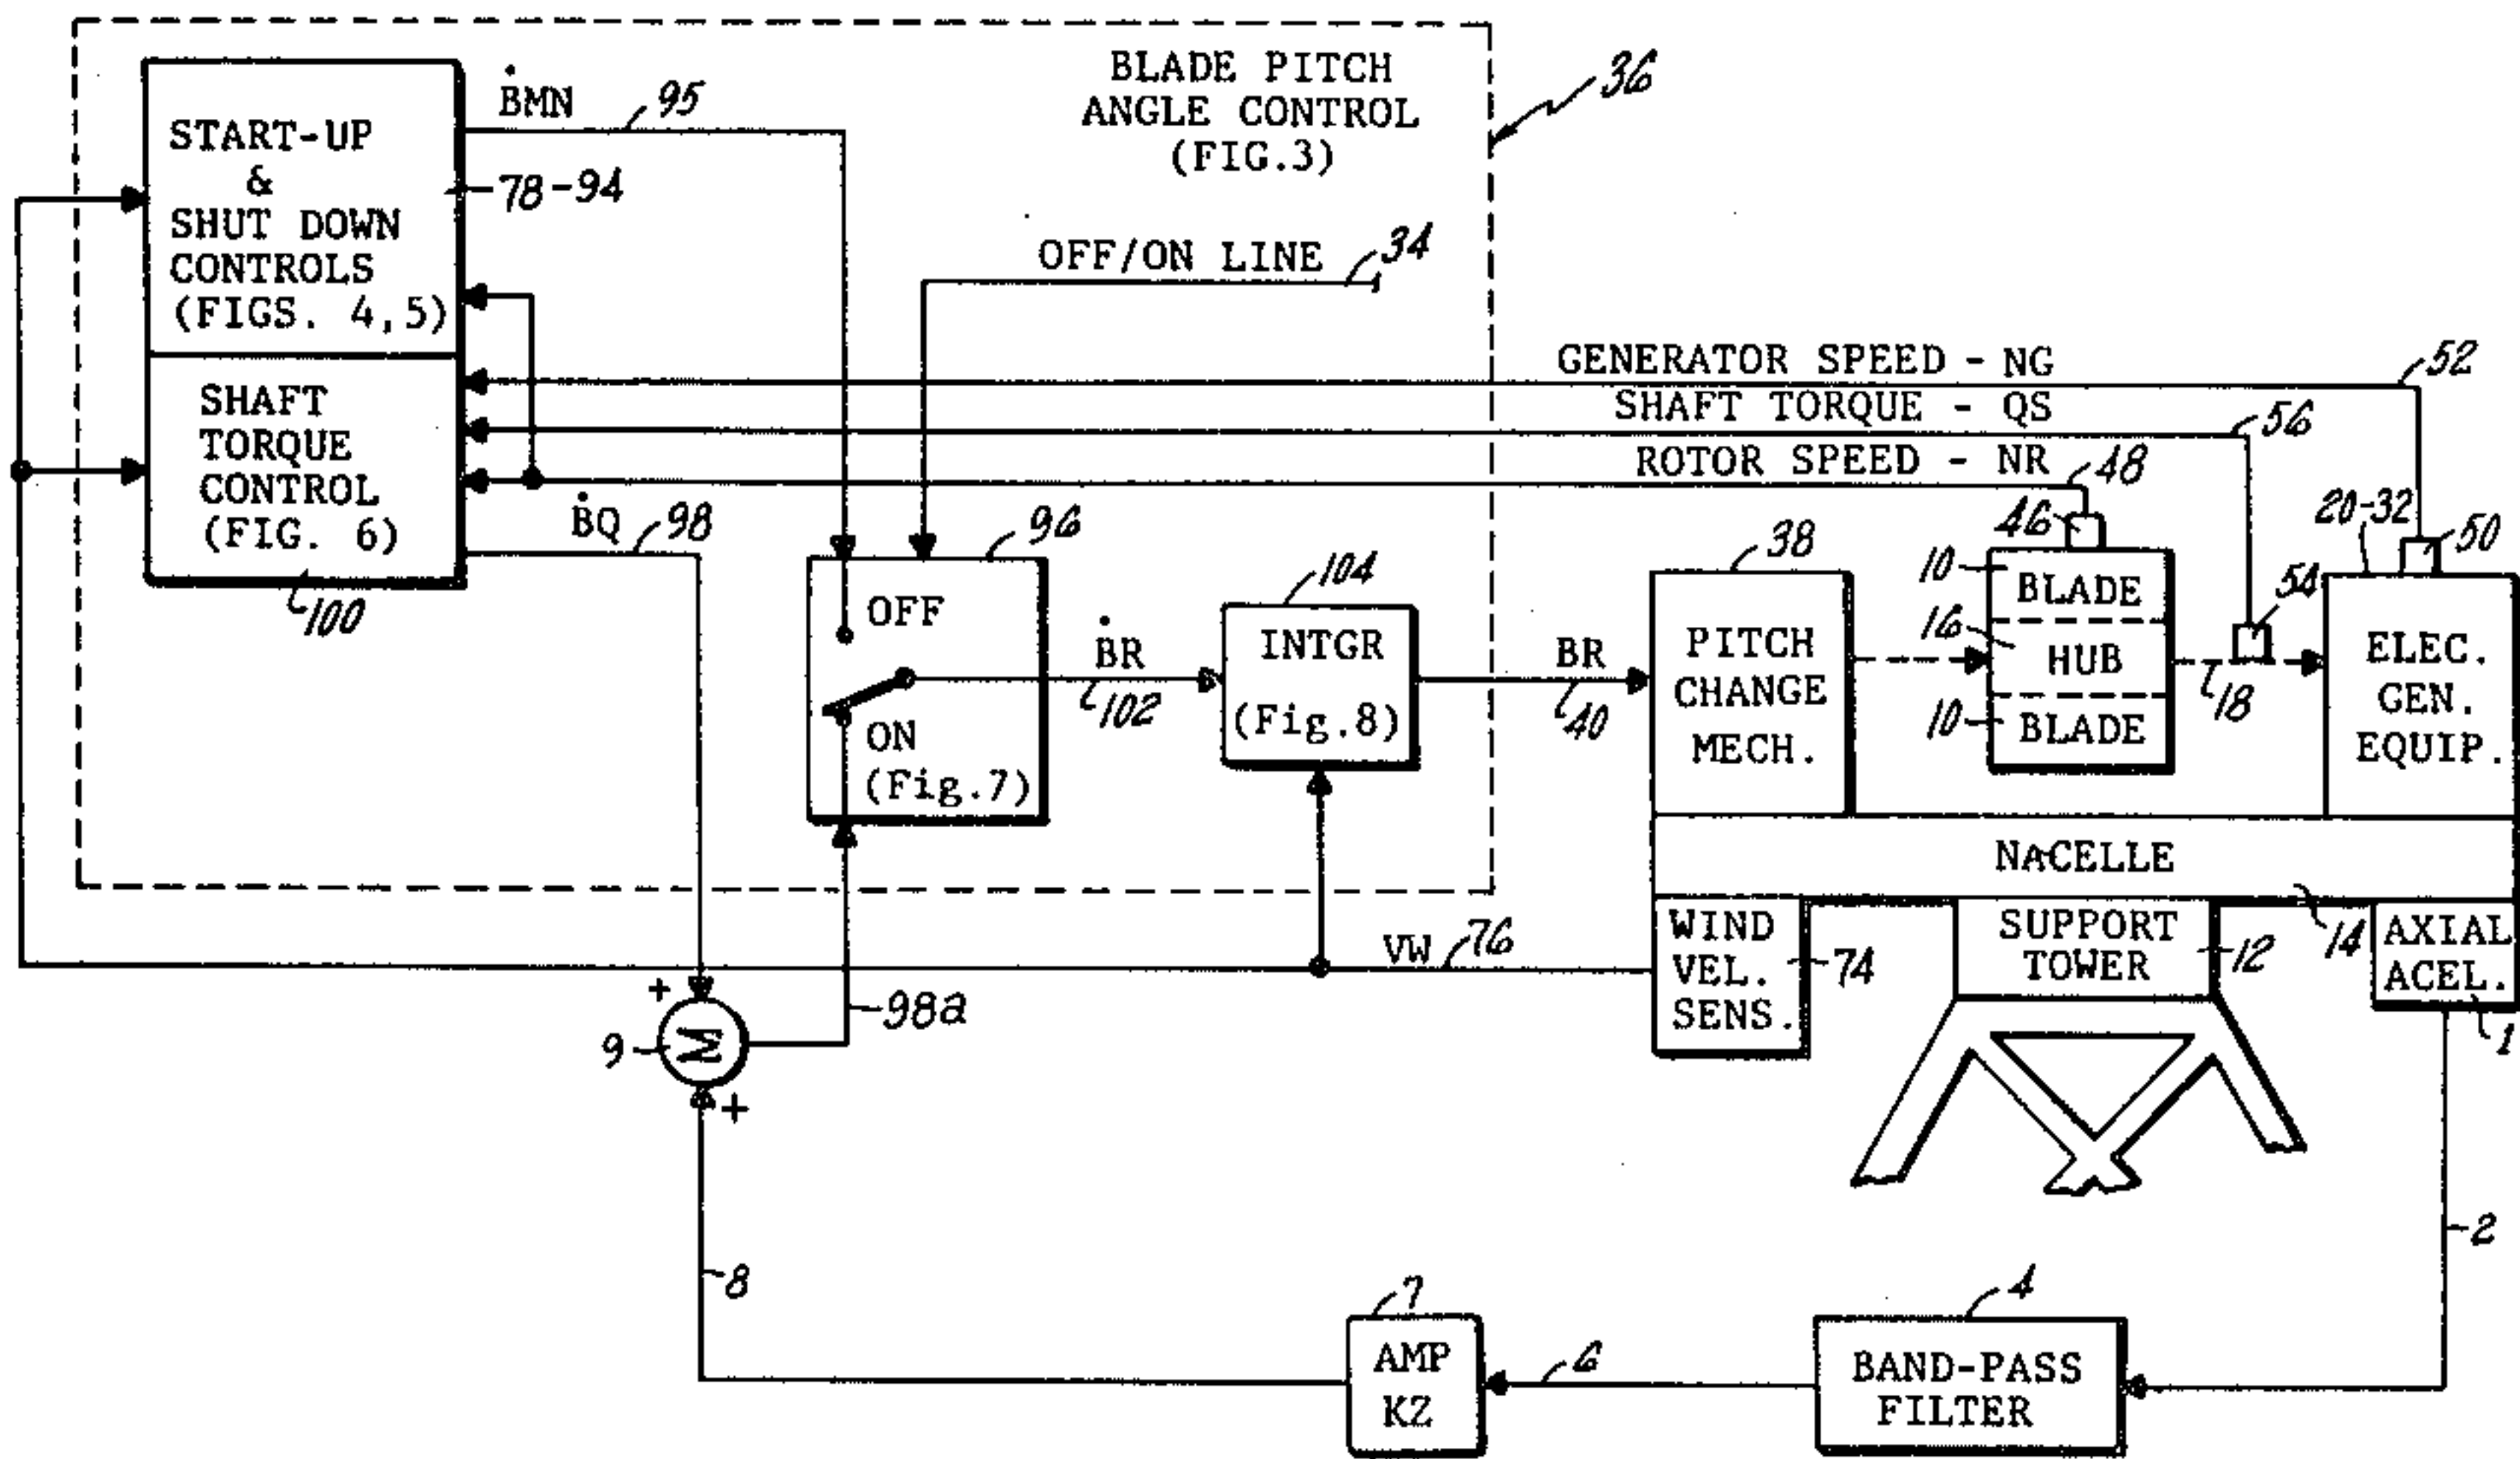 BLADE PITCH
ANGLE CONTROL
(FIG.3)
36
START-UP
&
SHUT DOWN
CONTROLS
(FIGS. 4,5)
78-94
ḂMN
95
OFF/ON LINE
34
GENERATOR SPEED - NG
52
SHAFT TORQUE - QS
56
ROTOR SPEED - NR
48
SHAFT
TORQUE
CONTROL
(FIG. 6)
100
ḂQ
98
96
OFF
ON
(Fig.7)
ḂR
102
104
INTGR
(Fig.8)
BR
40
38
PITCH
CHANGE
MECH.
46
10
BLADE
16
HUB
10
BLADE
54
18
20-32
50
ELEC.
GEN.
EQUIP.
NACELLE
14
WIND
VEL.
SENS.
74
SUPPORT
TOWER
12
AXIAL
ACEL.
1
VW
76
+
9
Σ
+
98a
8
2
7
AMP
KZ
6
4
BAND-PASS
FILTER